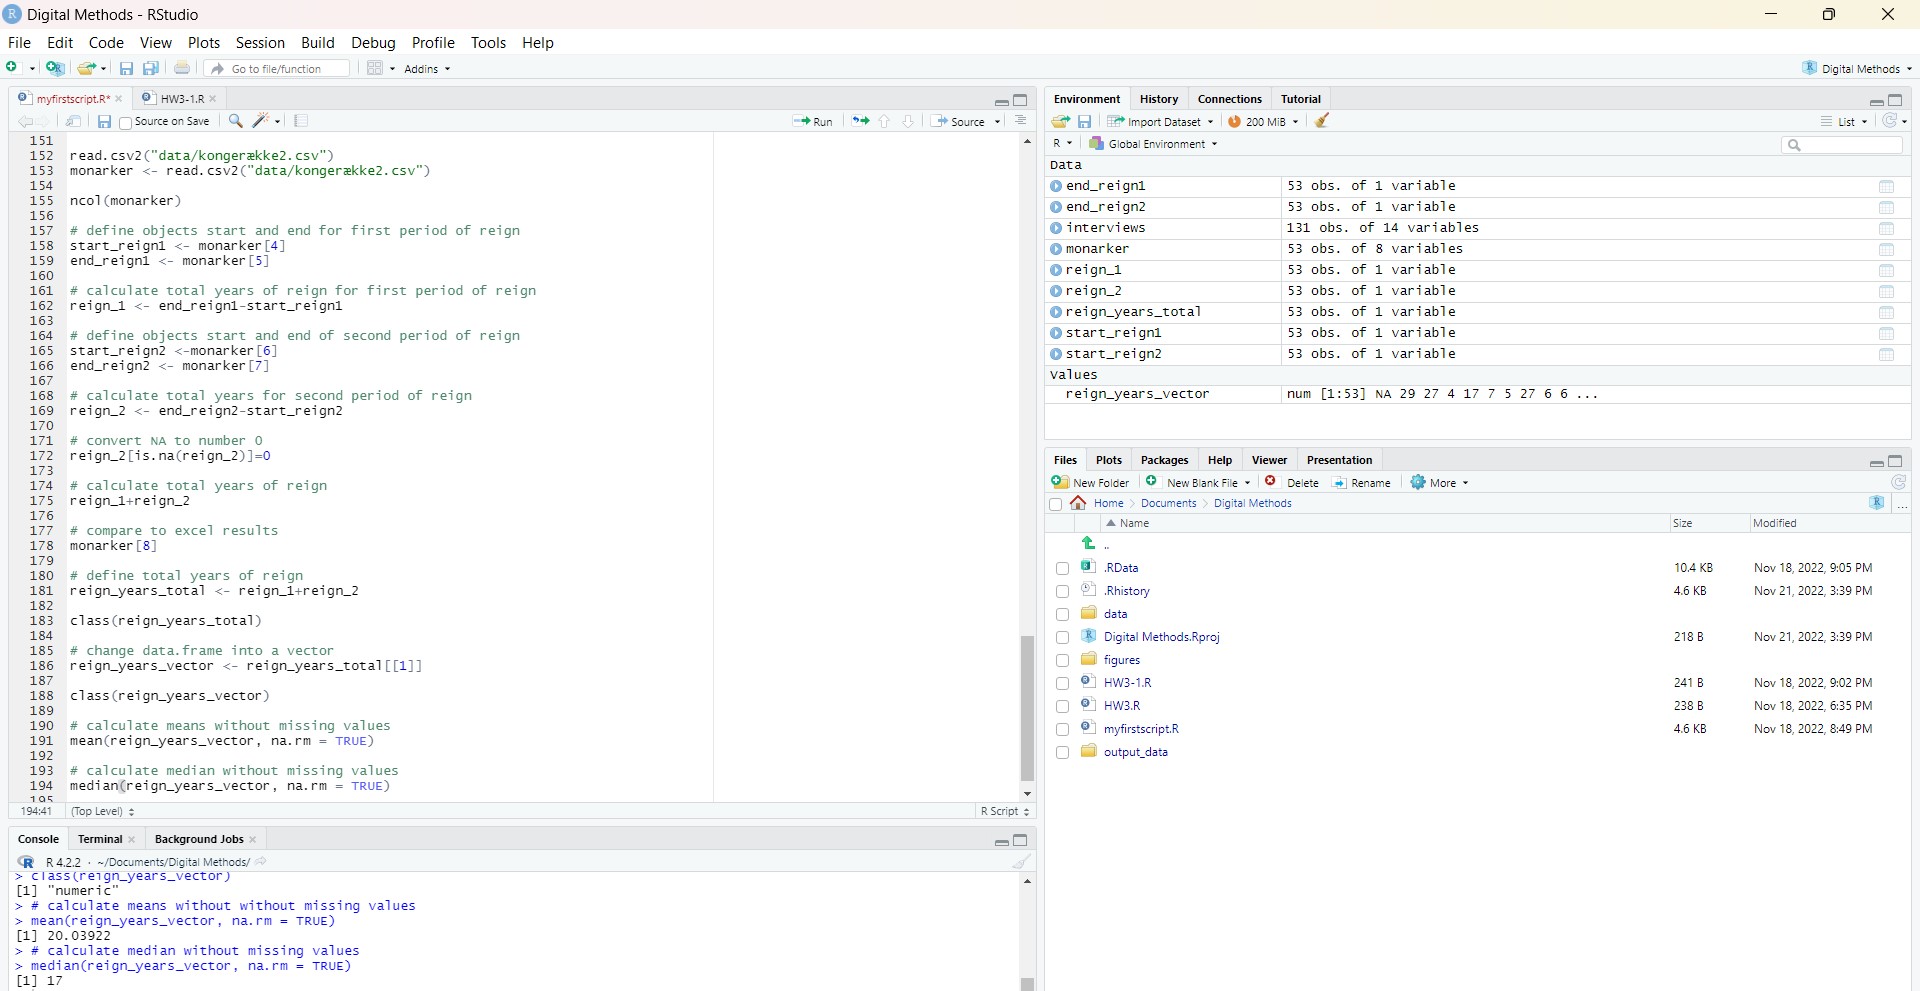 Digital Methods - RStudio
File Edit Code View Plots Session Build Debug Profile Tools Help
Go to file/function Addins Digital Methods
myfirstscript.R* HW3-1.R
Source on Save Run Source
151
152 read.csv2("data/kongerække2.csv")
153 monarker <- read.csv2("data/kongerække2.csv")
154
155 ncol(monarker)
156
157 # define objects start and end for first period of reign
158 start_reign1 <- monarker[4]
159 end_reign1 <- monarker[5]
160
161 # calculate total years of reign for first period of reign
162 reign_1 <- end_reign1-start_reign1
163
164 # define objects start and end of second period of reign
165 start_reign2 <-monarker[6]
166 end_reign2 <- monarker[7]
167
168 # calculate total years for second period of reign
169 reign_2 <- end_reign2-start_reign2
170
171 # convert NA to number 0
172 reign_2[is.na(reign_2)]=0
173
174 # calculate total years of reign
175 reign_1+reign_2
176
177 # compare to excel results
178 monarker[8]
179
180 # define total years of reign
181 reign_years_total <- reign_1+reign_2
182
183 class(reign_years_total)
184
185 # change data.frame into a vector
186 reign_years_vector <- reign_years_total[[1]]
187
188 class(reign_years_vector)
189
190 # calculate means without missing values
191 mean(reign_years_vector, na.rm = TRUE)
192
193 # calculate median without missing values
194 median(reign_years_vector, na.rm = TRUE)
195
194:41 (Top Level) R Script
Console Terminal Background Jobs
R 4.2.2 · ~/Documents/Digital Methods/
> class(reign_years_vector)
[1] "numeric"
> # calculate means without without missing values
> mean(reign_years_vector, na.rm = TRUE)
[1] 20.03922
> # calculate median without missing values
> median(reign_years_vector, na.rm = TRUE)
[1] 17
Environment History Connections Tutorial
Import Dataset 200 MiB List
R Global Environment
Data
end_reign1 53 obs. of 1 variable
end_reign2 53 obs. of 1 variable
interviews 131 obs. of 14 variables
monarker 53 obs. of 8 variables
reign_1 53 obs. of 1 variable
reign_2 53 obs. of 1 variable
reign_years_total 53 obs. of 1 variable
start_reign1 53 obs. of 1 variable
start_reign2 53 obs. of 1 variable
Values
reign_years_vector num [1:53] NA 29 27 4 17 7 5 27 6 6 ...
Files Plots Packages Help Viewer Presentation
New Folder New Blank File Delete Rename More
Home Documents Digital Methods ...
Name Size Modified
..
.RData 10.4 KB Nov 18, 2022, 9:05 PM
.Rhistory 4.6 KB Nov 21, 2022, 3:39 PM
data
Digital Methods.Rproj 218 B Nov 21, 2022, 3:39 PM
figures
HW3-1.R 241 B Nov 18, 2022, 9:02 PM
HW3.R 238 B Nov 18, 2022, 6:35 PM
myfirstscript.R 4.6 KB Nov 18, 2022, 8:49 PM
output_data